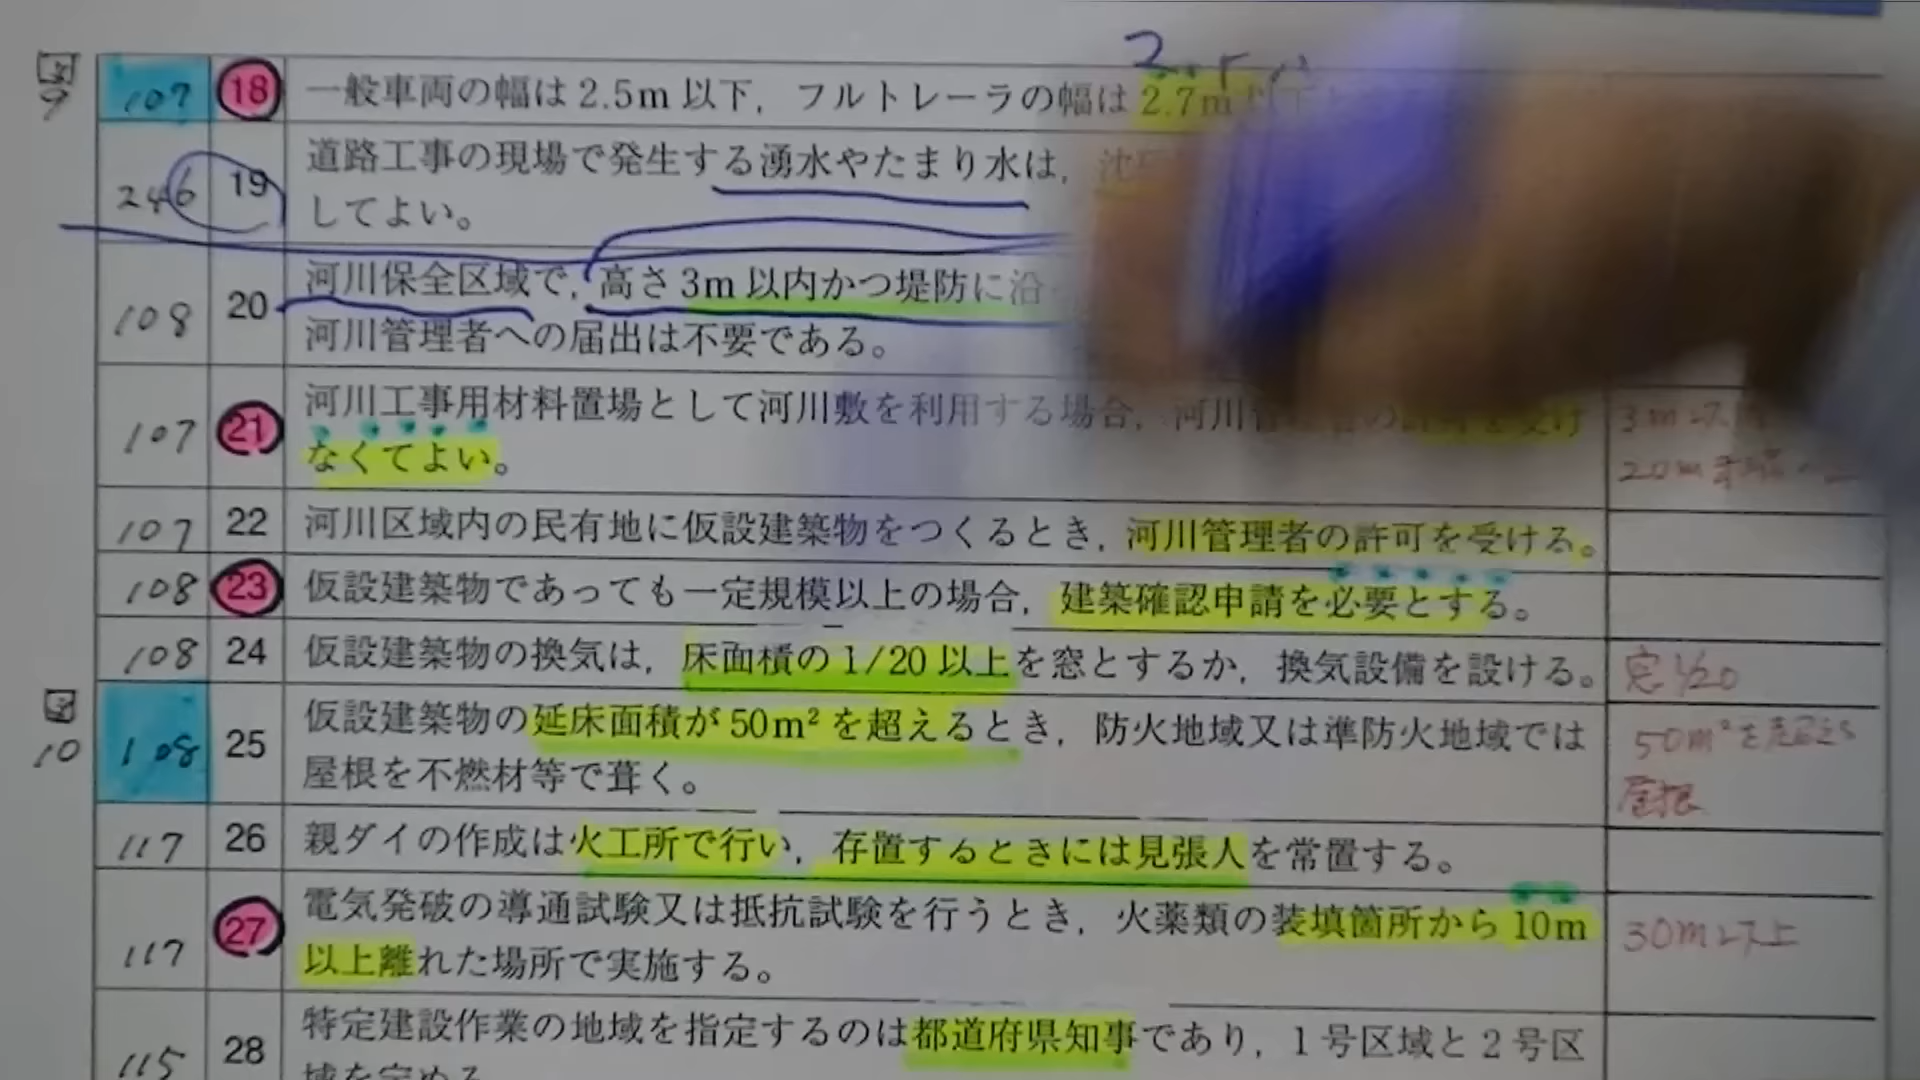 107 18 一般車両の幅は2.5m以下，フルトレーラの幅は2.7m
246 19 道路工事の現場で発生する湧水やたまり水は，
してよい。
108 20 河川保全区域で，高さ3m以内かつ堤防に沿
河川管理者への届出は不要である。
107 21 河川工事用材料置場として河川敷を利用する場合，河川
なくてよい。
107 22 河川区域内の民有地に仮設建築物をつくるとき，河川管理者の許可を受ける。
108 23 仮設建築物であっても一定規模以上の場合，建築確認申請を必要とする。
108 24 仮設建築物の換気は，床面積の1/20以上を窓とするか，換気設備を設ける。 窓1/20
108 25 仮設建築物の延床面積が50m²を超えるとき，防火地域又は準防火地域では 50m²を超える
10 屋根を不燃材等で葺く。 屋根
117 26 親ダイの作成は火工所で行い，存置するときには見張人を常置する。
117 27 電気発破の導通試験又は抵抗試験を行うとき，火薬類の装填箇所から10m 30m以上
以上離れた場所で実施する。
115 28 特定建設作業の地域を指定するのは都道府県知事であり，1号区域と2号区
域を定める